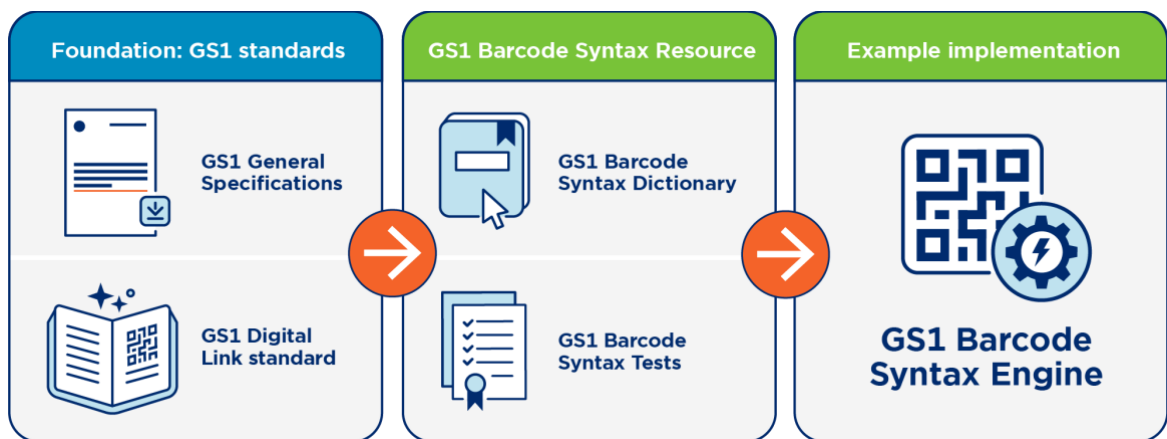 Foundation: GS1 standards
GS1 General
Specifications
GS1 Digital
Link standard
GS1 Barcode Syntax Resource
GS1 Barcode
Syntax Dictionary
GS1 Barcode
Syntax Tests
Example implementation
GS1 Barcode
Syntax Engine